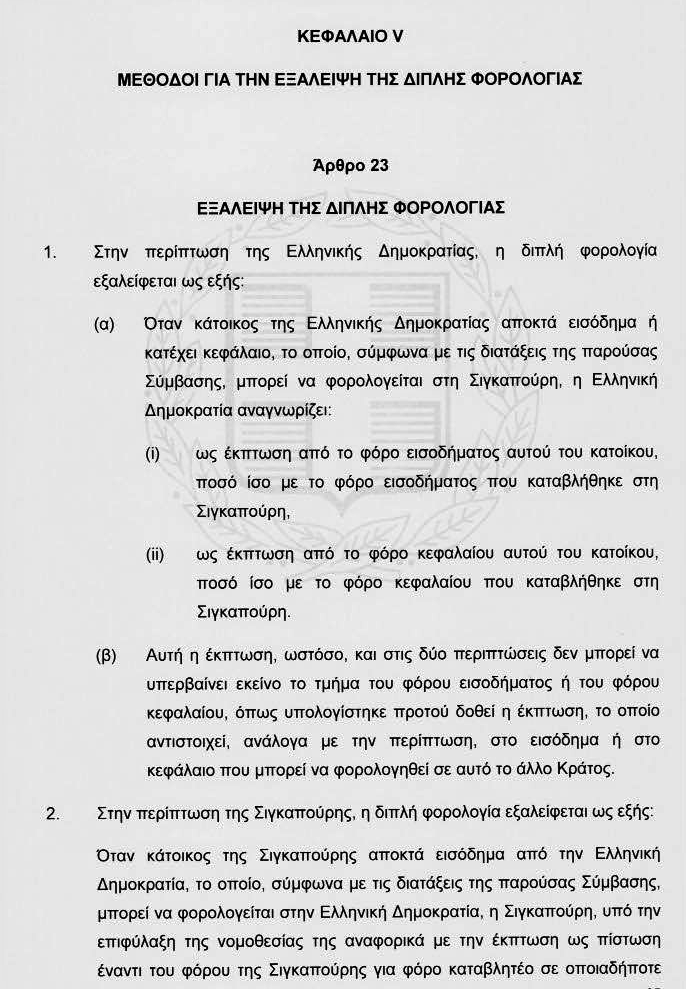 ΚΕΦΑΛΑΙΟ V
ΜΕΘΟΔΟΙ ΓΙΑ ΤΗΝ ΕΞΑΛΕΙΨΗ ΤΗΣ ΔΙΠΛΗΣ ΦΟΡΟΛΟΓΙΑΣ
Άρθρο 23
ΕΞΑΛΕΙΨΗ ΤΗΣ ΔΙΠΛΗΣ ΦΟΡΟΛΟΓΙΑΣ
1. Στην περίπτωση της Ελληνικής Δημοκρατίας, η διπλή φορολογία
εξαλείφεται ως εξής:
(α) Όταν κάτοικος της Ελληνικής Δημοκρατίας αποκτά εισόδημα ή
κατέχει κεφάλαιο, το οποίο, σύμφωνα με τις διατάξεις της παρούσας
Σύμβασης, μπορεί να φορολογείται στη Σιγκαπούρη, η Ελληνική
Δημοκρατία αναγνωρίζει:
(i) ως έκπτωση από το φόρο εισοδήματος αυτού του κατοίκου,
ποσό ίσο με το φόρο εισοδήματος που καταβλήθηκε στη
Σιγκαπούρη,
(ii) ως έκπτωση από το φόρο κεφαλαίου αυτού του κατοίκου,
ποσό ίσο με το φόρο κεφαλαίου που καταβλήθηκε στη
Σιγκαπούρη.
(β) Αυτή η έκπτωση, ωστόσο, και στις δύο περιπτώσεις δεν μπορεί να
υπερβαίνει εκείνο το τμήμα του φόρου εισοδήματος ή του φόρου
κεφαλαίου, όπως υπολογίστηκε προτού δοθεί η έκπτωση, το οποίο
αντιστοιχεί, ανάλογα με την περίπτωση, στο εισόδημα ή στο
κεφάλαιο που μπορεί να φορολογηθεί σε αυτό το άλλο Κράτος.
2. Στην περίπτωση της Σιγκαπούρης, η διπλή φορολογία εξαλείφεται ως εξής:
Όταν κάτοικος της Σιγκαπούρης αποκτά εισόδημα από την Ελληνική
Δημοκρατία, το οποίο, σύμφωνα με τις διατάξεις της παρούσας Σύμβασης,
μπορεί να φορολογείται στην Ελληνική Δημοκρατία, η Σιγκαπούρη, υπό την
επιφύλαξη της νομοθεσίας της αναφορικά με την έκπτωση ως πίστωση
έναντι του φόρου της Σιγκαπούρης για φόρο καταβλητέο σε οποιαδήποτε